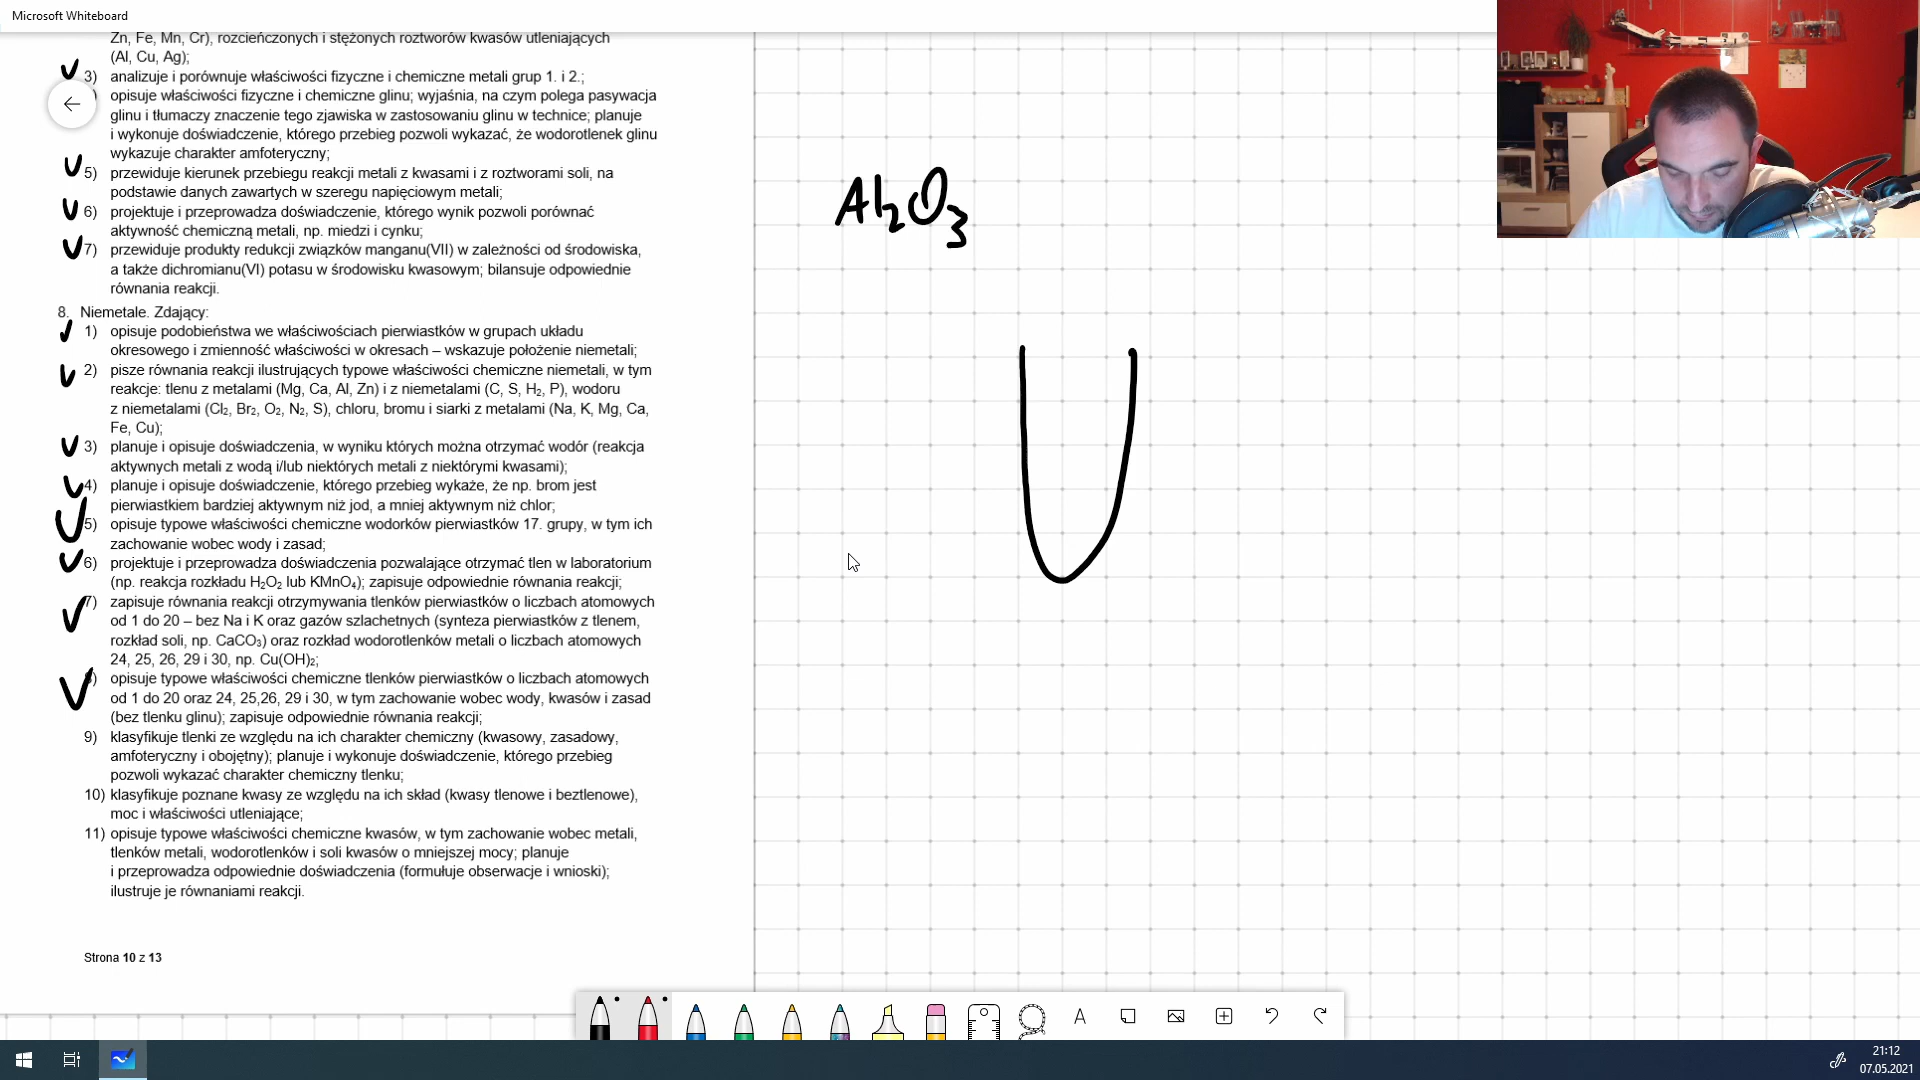 Microsoft Whiteboard
Zn, Fe, Mn, Cr), rozcieńczonych i stężonych roztworów kwasów utleniających
(Al, Cu, Ag);
3) analizuje i porównuje właściwości fizyczne i chemiczne metali grup 1. i 2.;
) opisuje właściwości fizyczne i chemiczne glinu; wyjaśnia, na czym polega pasywacja
glinu i tłumaczy znaczenie tego zjawiska w zastosowaniu glinu w technice; planuje
i wykonuje doświadczenie, którego przebieg pozwoli wykazać, że wodorotlenek glinu
wykazuje charakter amfoteryczny;
5) przewiduje kierunek przebiegu reakcji metali z kwasami i z roztworami soli, na
podstawie danych zawartych w szeregu napięciowym metali;
6) projektuje i przeprowadza doświadczenie, którego wynik pozwoli porównać
aktywność chemiczną metali, np. miedzi i cynku;
7) przewiduje produkty redukcji związków manganu(VII) w zależności od środowiska,
a także dichromianu(VI) potasu w środowisku kwasowym; bilansuje odpowiednie
równania reakcji.
8. Niemetale. Zdający:
1) opisuje podobieństwa we właściwościach pierwiastków w grupach układu
okresowego i zmienność właściwości w okresach – wskazuje położenie niemetali;
2) pisze równania reakcji ilustrujących typowe właściwości chemiczne niemetali, w tym
reakcje: tlenu z metalami (Mg, Ca, Al, Zn) i z niemetalami (C, S, H₂, P), wodoru
z niemetalami (Cl₂, Br₂, O₂, N₂, S), chloru, bromu i siarki z metalami (Na, K, Mg, Ca,
Fe, Cu);
3) planuje i opisuje doświadczenia, w wyniku których można otrzymać wodór (reakcja
aktywnych metali z wodą i/lub niektórych metali z niektórymi kwasami);
4) planuje i opisuje doświadczenie, którego przebieg wykaże, że np. brom jest
pierwiastkiem bardziej aktywnym niż jod, a mniej aktywnym niż chlor;
5) opisuje typowe właściwości chemiczne wodorków pierwiastków 17. grupy, w tym ich
zachowanie wobec wody i zasad;
6) projektuje i przeprowadza doświadczenia pozwalające otrzymać tlen w laboratorium
(np. reakcja rozkładu H₂O₂ lub KMnO₄); zapisuje odpowiednie równania reakcji;
7) zapisuje równania reakcji otrzymywania tlenków pierwiastków o liczbach atomowych
od 1 do 20 – bez Na i K oraz gazów szlachetnych (synteza pierwiastków z tlenem,
rozkład soli, np. CaCO₃) oraz rozkład wodorotlenków metali o liczbach atomowych
24, 25, 26, 29 i 30, np. Cu(OH)₂;
8) opisuje typowe właściwości chemiczne tlenków pierwiastków o liczbach atomowych
od 1 do 20 oraz 24, 25,26, 29 i 30, w tym zachowanie wobec wody, kwasów i zasad
(bez tlenku glinu); zapisuje odpowiednie równania reakcji;
9) klasyfikuje tlenki ze względu na ich charakter chemiczny (kwasowy, zasadowy,
amfoteryczny i obojętny); planuje i wykonuje doświadczenie, którego przebieg
pozwoli wykazać charakter chemiczny tlenku;
10) klasyfikuje poznane kwasy ze względu na ich skład (kwasy tlenowe i beztlenowe),
moc i właściwości utleniające;
11) opisuje typowe właściwości chemiczne kwasów, w tym zachowanie wobec metali,
tlenków metali, wodorotlenków i soli kwasów o mniejszej mocy; planuje
i przeprowadza odpowiednie doświadczenia (formułuje obserwacje i wnioski);
ilustruje je równaniami reakcji.
Strona 10 z 13
Al₂O₃
21:12
07.05.2021